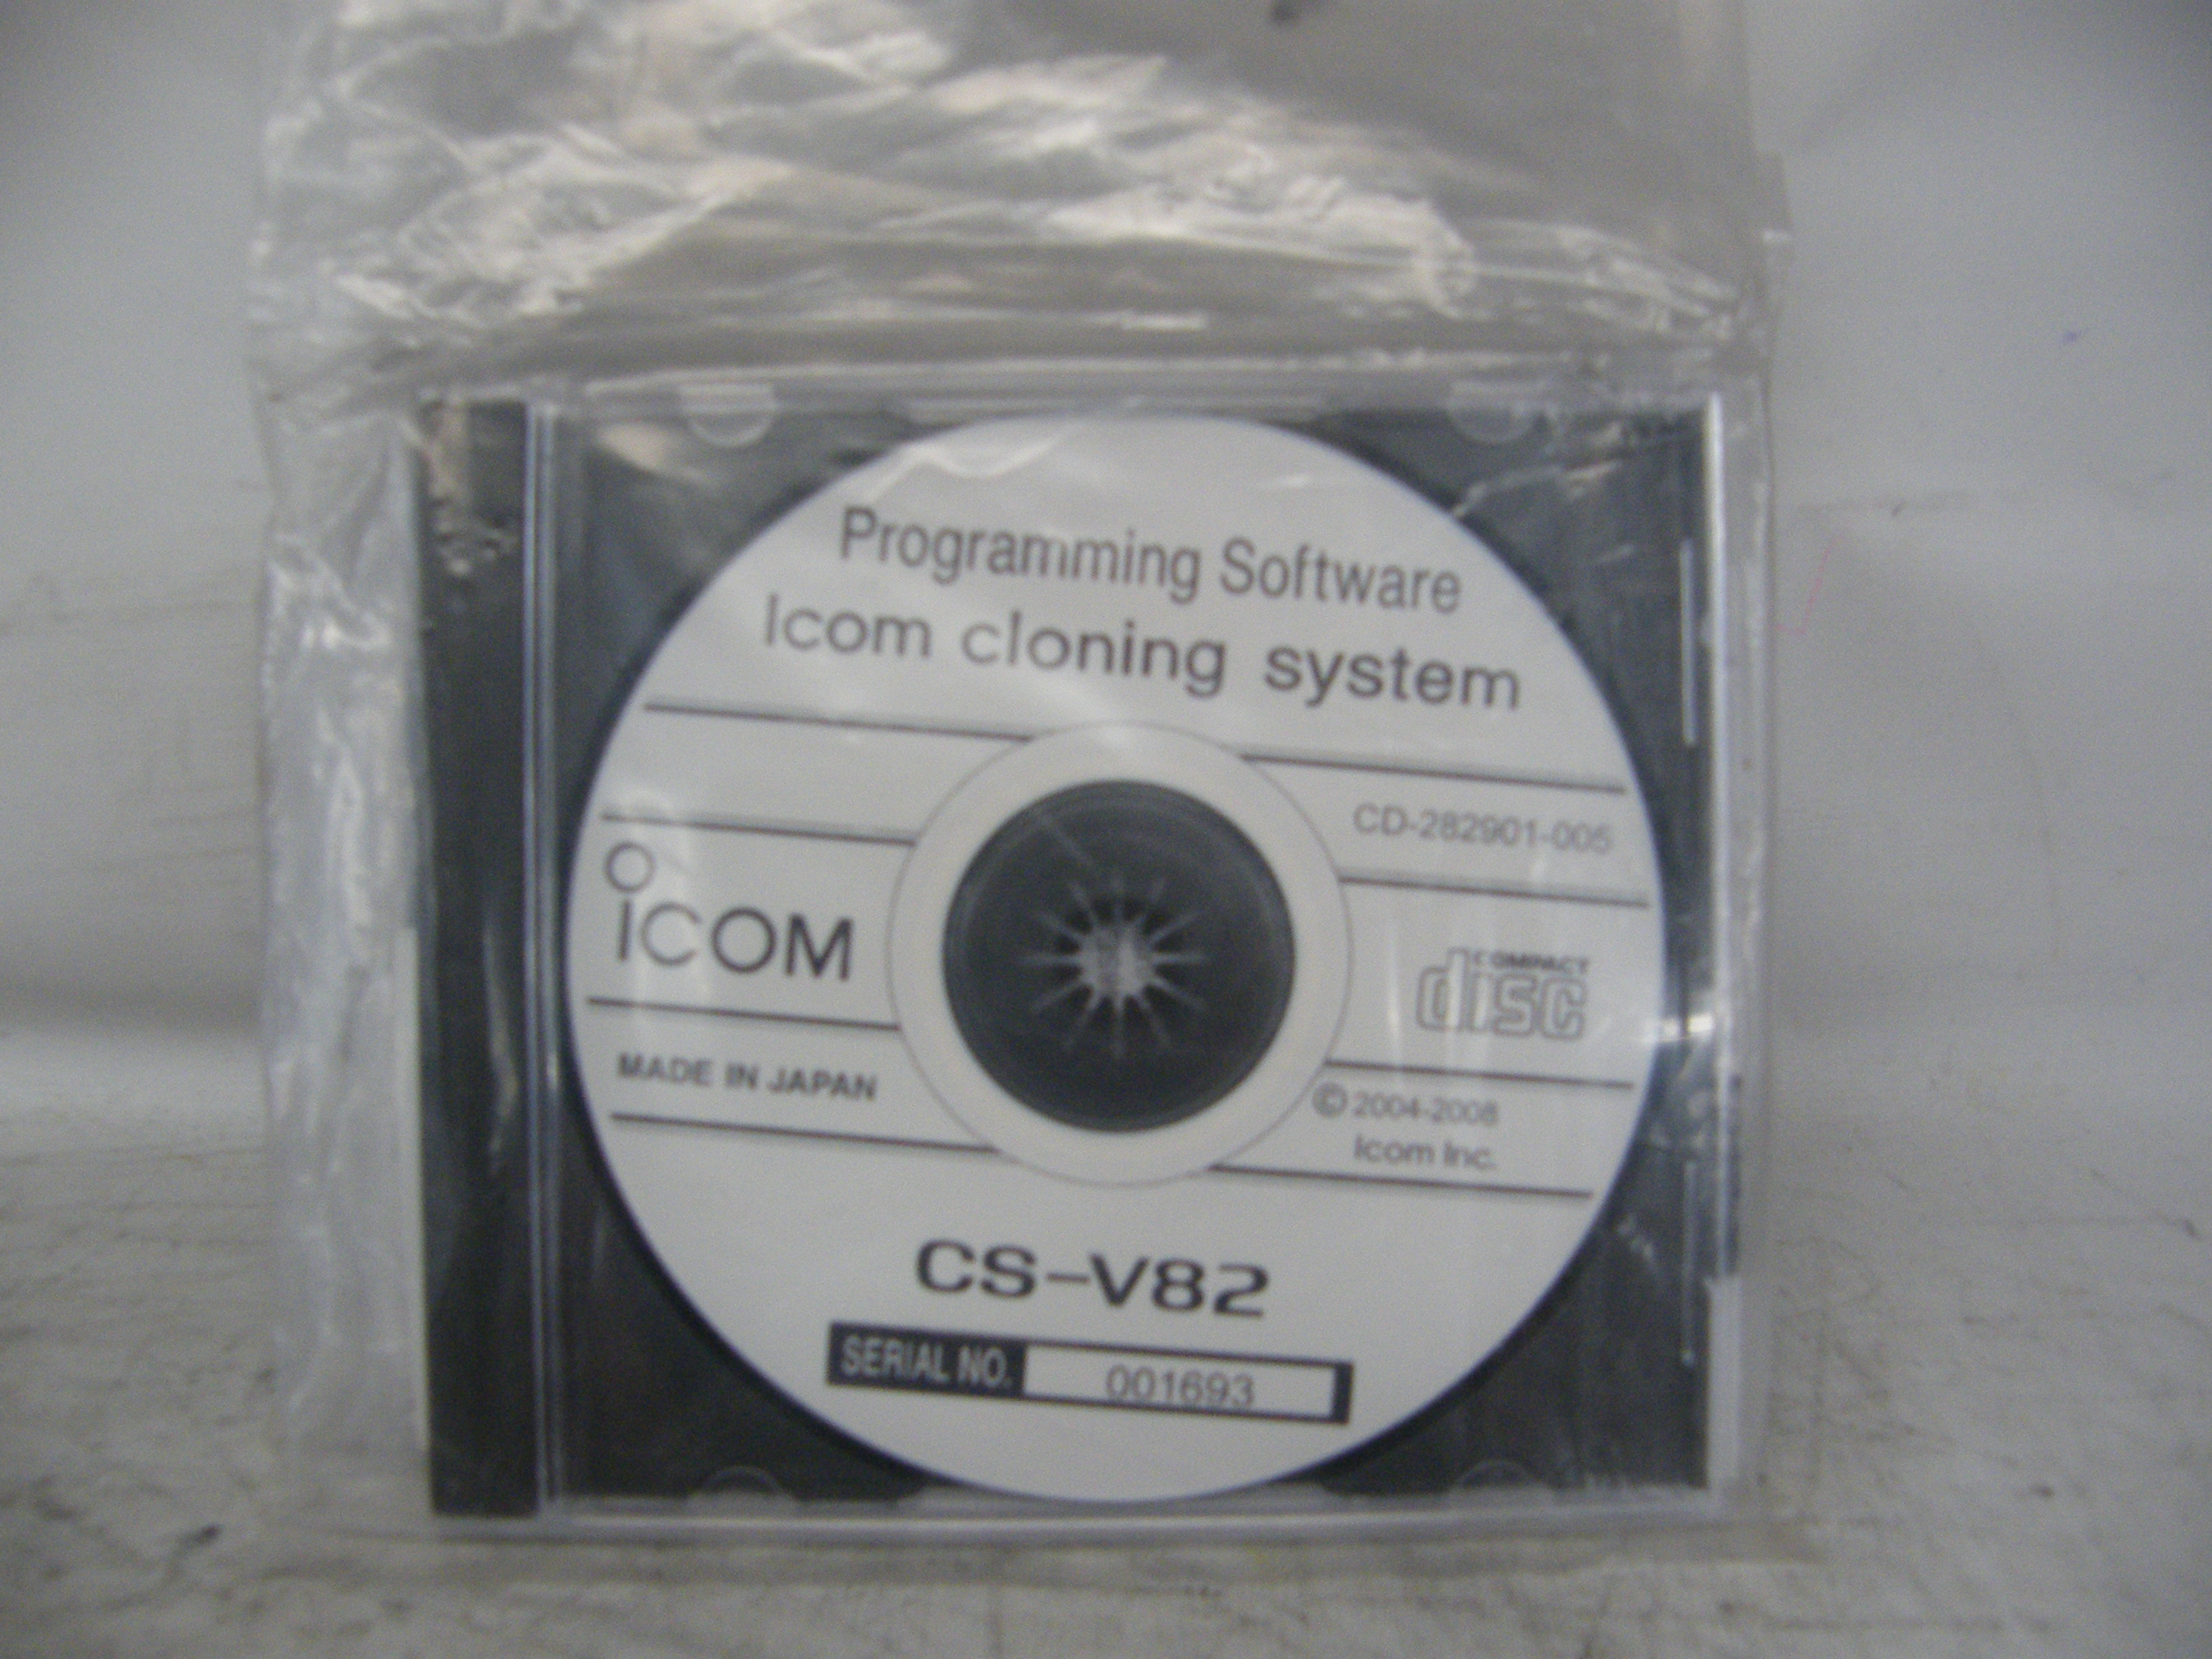 Programming Software
Icom cloning system
CD-282901-005
iCOM
COMPACT
disc
MADE IN JAPAN
© 2004-2008
Icom Inc.
CS-V82
SERIAL NO. 001693